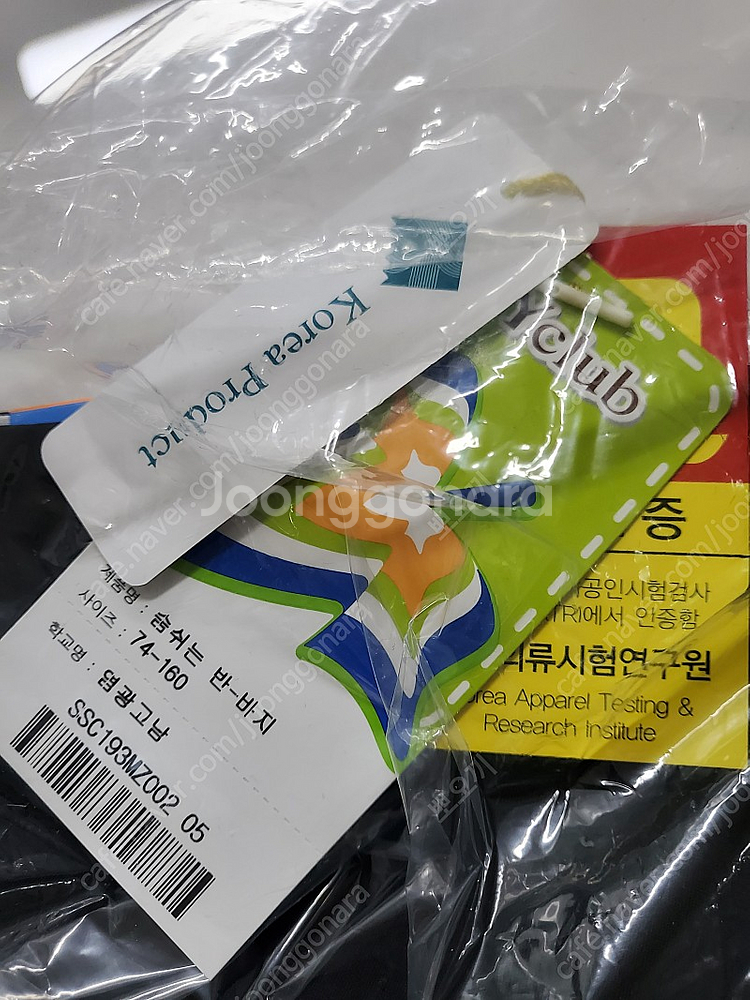 Korea Product
Yclub
증
공인시험검사
TRI에서 인증함
의류시험연구원
Korea Apparel Testing &
Research Institute
제품명 : 숨쉬는 반-바지
사이즈 : 74-160
학교명 : 덤광고남
SSC193MZ002 05
Joonggonara
cafe.naver.com/joonggonara